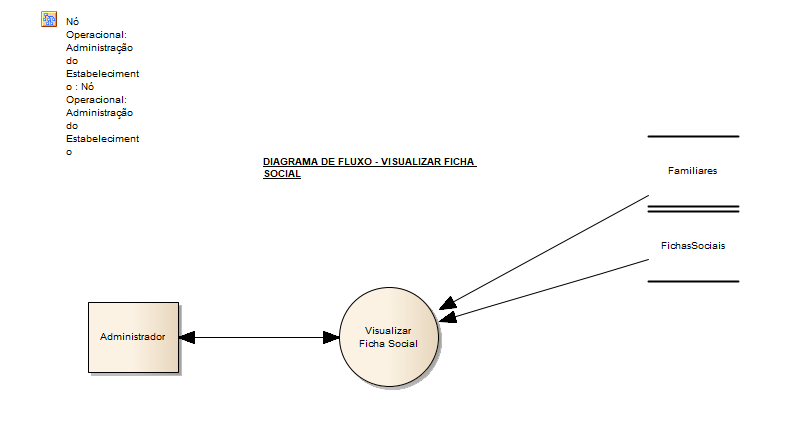 Nó
Operacional:
Administração
do
Estabeleciment
o : Nó
Operacional:
Administração
do
Estabeleciment
o
DIAGRAMA DE FLUXO - VISUALIZAR FICHA
SOCIAL
Familiares
FichasSociais
Administrador
Visualizar
Ficha Social